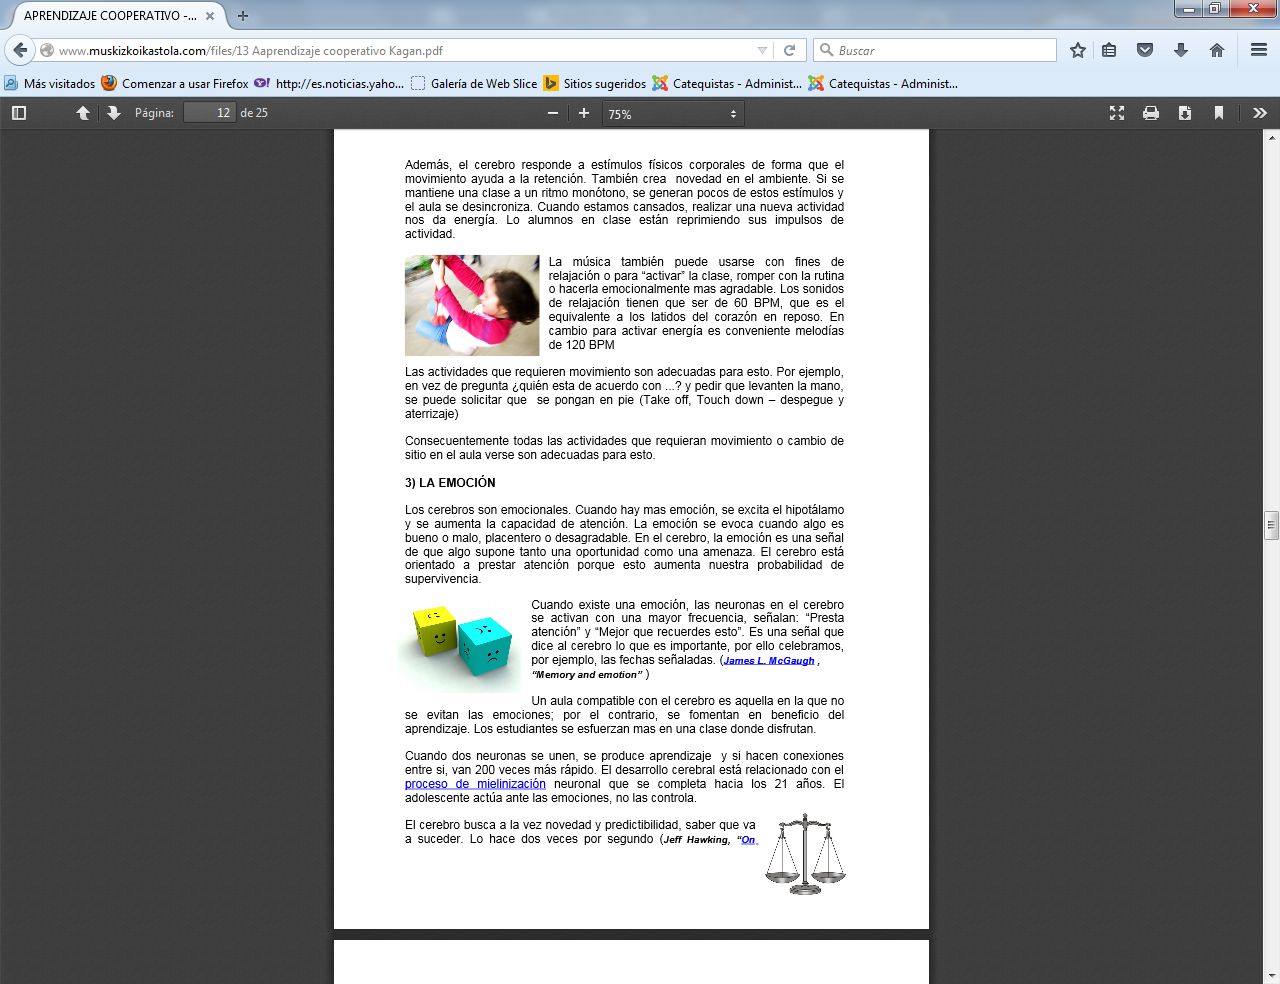 APRENDIZAJE COOPERATIVO -...
www.muskizkoikastola.com/files/13 Aaprendizaje cooperativo Kagan.pdf
Buscar
Más visitados
Comenzar a usar Firefox
http://es.noticias.yaho...
Galería de Web Slice
Sitios sugeridos
Catequistas - Administ...
Catequistas - Administ...
Página: 12 de 25
75%
Además, el cerebro responde a estímulos físicos corporales de forma que el
movimiento ayuda a la retención. También crea novedad en el ambiente. Si se
mantiene una clase a un ritmo monótono, se generan pocos de estos estímulos y
el aula se desincroniza. Cuando estamos cansados, realizar una nueva actividad
nos da energía. Lo alumnos en clase están reprimiendo sus impulsos de
actividad.
La música también puede usarse con fines de
relajación o para “activar” la clase, romper con la rutina
o hacerla emocionalmente mas agradable. Los sonidos
de relajación tienen que ser de 60 BPM, que es el
equivalente a los latidos del corazón en reposo. En
cambio para activar energía es conveniente melodías
de 120 BPM
Las actividades que requieren movimiento son adecuadas para esto. Por ejemplo,
en vez de pregunta ¿quién esta de acuerdo con ...? y pedir que levanten la mano,
se puede solicitar que se pongan en pie (Take off, Touch down – despegue y
aterrizaje)
Consecuentemente todas las actividades que requieran movimiento o cambio de
sitio en el aula verse son adecuadas para esto.
3) LA EMOCIÓN
Los cerebros son emocionales. Cuando hay mas emoción, se excita el hipotálamo
y se aumenta la capacidad de atención. La emoción se evoca cuando algo es
bueno o malo, placentero o desagradable. En el cerebro, la emoción es una señal
de que algo supone tanto una oportunidad como una amenaza. El cerebro está
orientado a prestar atención porque esto aumenta nuestra probabilidad de
supervivencia.
Cuando existe una emoción, las neuronas en el cerebro
se activan con una mayor frecuencia, señalan: “Presta
atención” y “Mejor que recuerdes esto”. Es una señal que
dice al cerebro lo que es importante, por ello celebramos,
por ejemplo, las fechas señaladas. (James L. McGaugh ,
“Memory and emotion” )
Un aula compatible con el cerebro es aquella en la que no
se evitan las emociones; por el contrario, se fomentan en beneficio del
aprendizaje. Los estudiantes se esfuerzan mas en una clase donde disfrutan.
Cuando dos neuronas se unen, se produce aprendizaje y si hacen conexiones
entre si, van 200 veces más rápido. El desarrollo cerebral está relacionado con el
proceso de mielinización neuronal que se completa hacia los 21 años. El
adolescente actúa ante las emociones, no las controla.
El cerebro busca a la vez novedad y predictibilidad, saber que va
a suceder. Lo hace dos veces por segundo (Jeff Hawking, “On